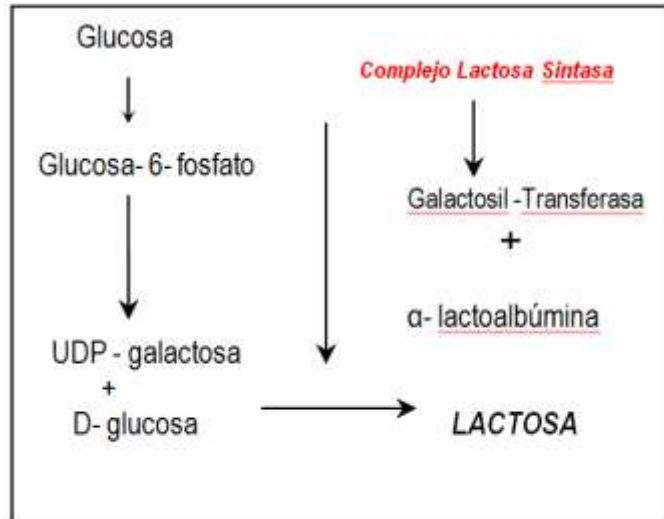 Glucosa
Glucosa- 6- fosfato
UDP - galactosa
+
D- glucosa
Complejo Lactosa Sintasa
Galactosil -Transferasa
+
α- lactoalbúmina
LACTOSA